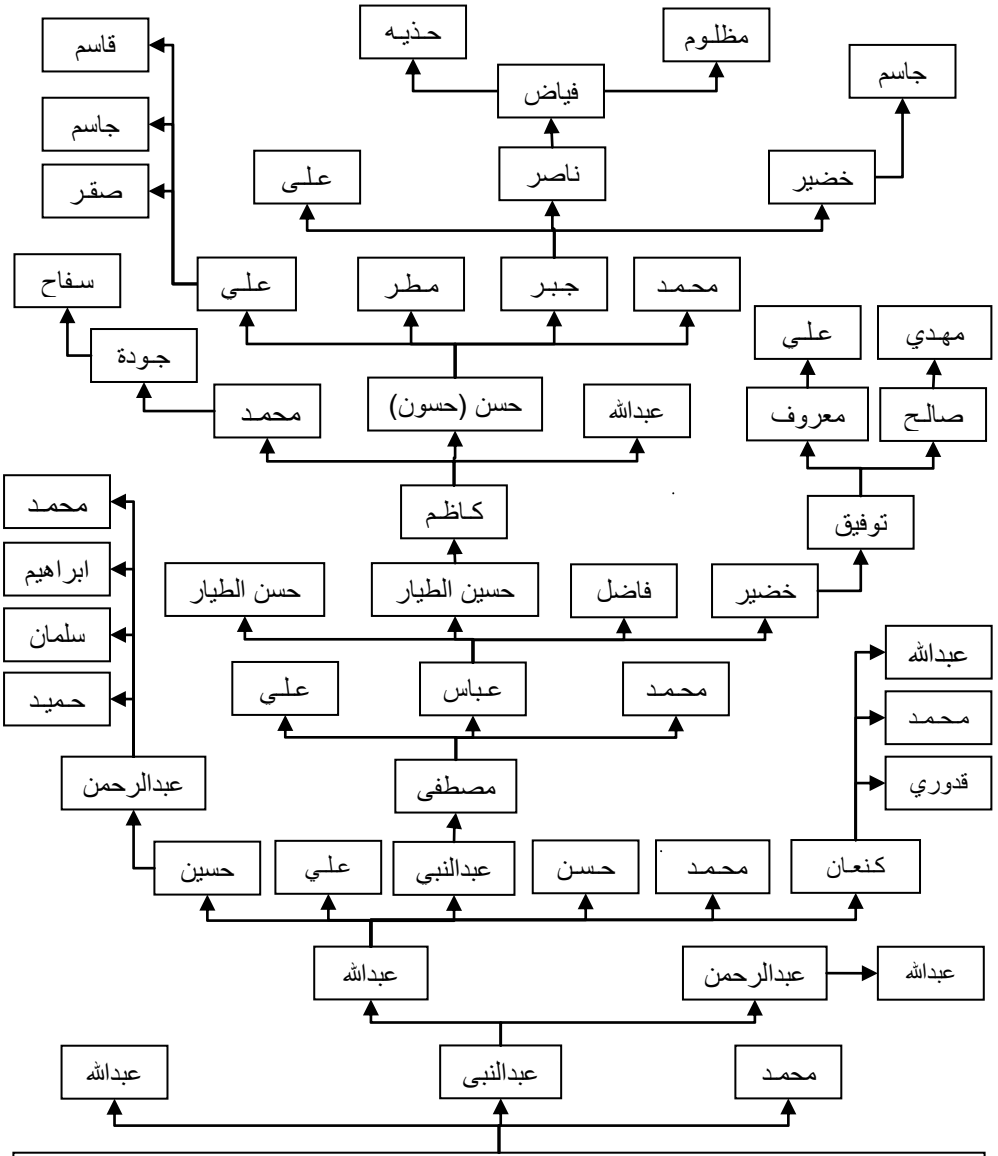 مظلوم
حذيه
قاسم
جاسم
فياض
جاسم
ناصر
خضير
على
صقر
محمد
جبر
مطر
علي
سفاح
مهدي
علي
جودة
صالح
معروف
عبدالله
حسن (حسون)
محمد
كاظم
توفيق
محمد
ابراهيم
خضير
فاضل
حسين الطيار
حسن الطيار
سلمان
عبدالله
محمد
عباس
علي
حميد
محمد
مصطفى
عبدالرحمن
قدوري
كنعان
محمد
حسن
عبدالنبي
علي
حسين
عبدالله
عبدالرحمن
عبدالله
محمد
عبدالنبى
عبدالله